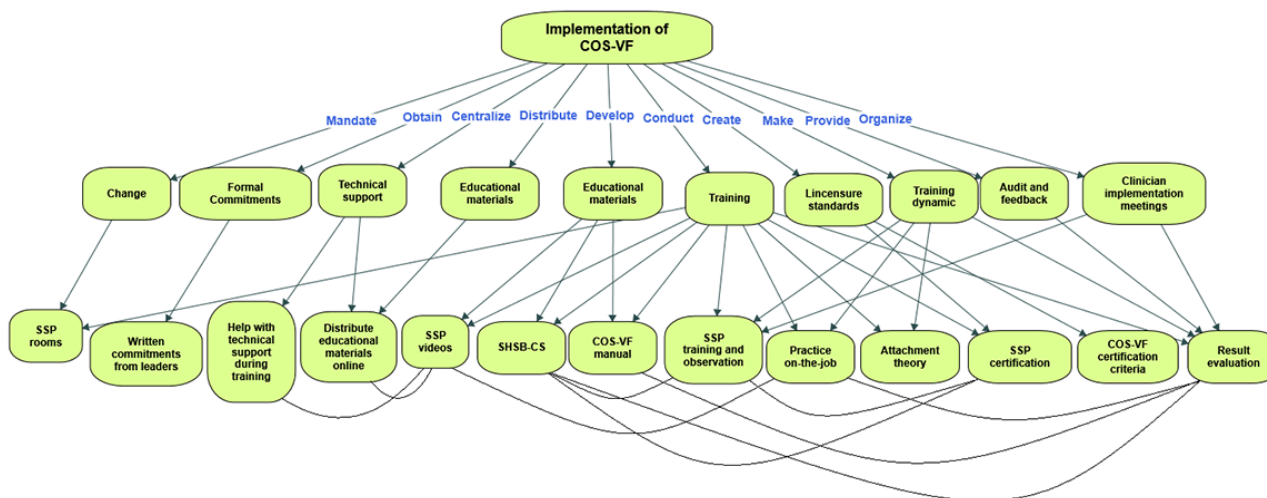 Implementation of
COS-VF
Mandate
Obtain
Centralize
Distribute
Develop
Conduct
Create
Make
Provide
Organize
Change
Formal
Commitments
Technical
support
Educational
materials
Educational
materials
Training
Lincensure
standards
Training
dynamic
Audit and
feedback
Clinician
implementation
meetings
SSP
rooms
Written
commitments
from leaders
Help with
technical
support
during
training
Distribute
educational
materials
online
SSP
videos
SHSB-CS
COS-VF
manual
SSP
training and
observation
Practice
on-the-job
Attachment
theory
SSP
certification
COS-VF
certification
criteria
Result
evaluation